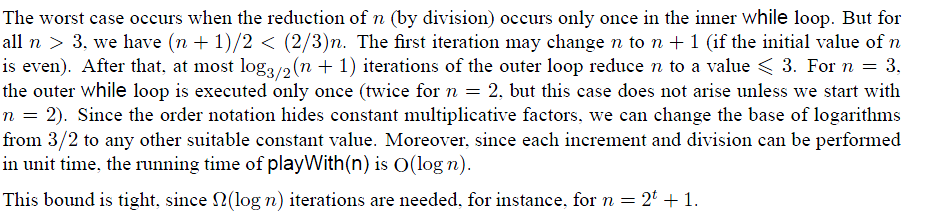 The worst case occurs when the reduction of n (by division) occurs only once in the inner while loop. But for
all n > 3, we have (n + 1)/2 < (2/3)n. The first iteration may change n to n + 1 (if the initial value of n
is even). After that, at most log₃/₂(n + 1) iterations of the outer loop reduce n to a value ⩽ 3. For n = 3,
the outer while loop is executed only once (twice for n = 2, but this case does not arise unless we start with
n = 2). Since the order notation hides constant multiplicative factors, we can change the base of logarithms
from 3/2 to any other suitable constant value. Moreover, since each increment and division can be performed
in unit time, the running time of playWith(n) is O(log n).
This bound is tight, since Ω(log n) iterations are needed, for instance, for n = 2ᵗ + 1.